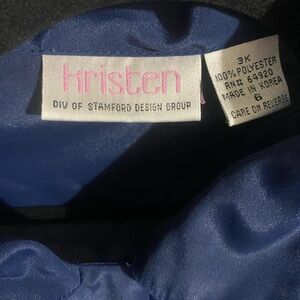 Kristen
DIV OF STAMFORD DESIGN GROUP
3K
100% POLYESTER
RN# 64920
MADE IN KOREA
6
CARE ON REVERSE